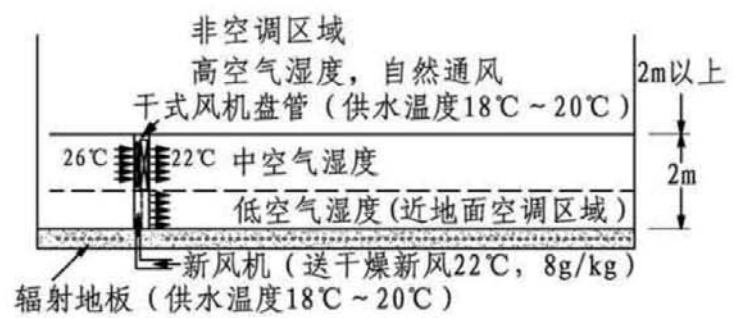 非空调区域
高空气湿度，自然通风
2m以上
干式风机盘管（供水温度18℃～20℃）
26℃
22℃
中空气湿度
2m
低空气湿度(近地面空调区域)
新风机（送干燥新风22℃，8g/kg）
辐射地板（供水温度18℃～20℃）